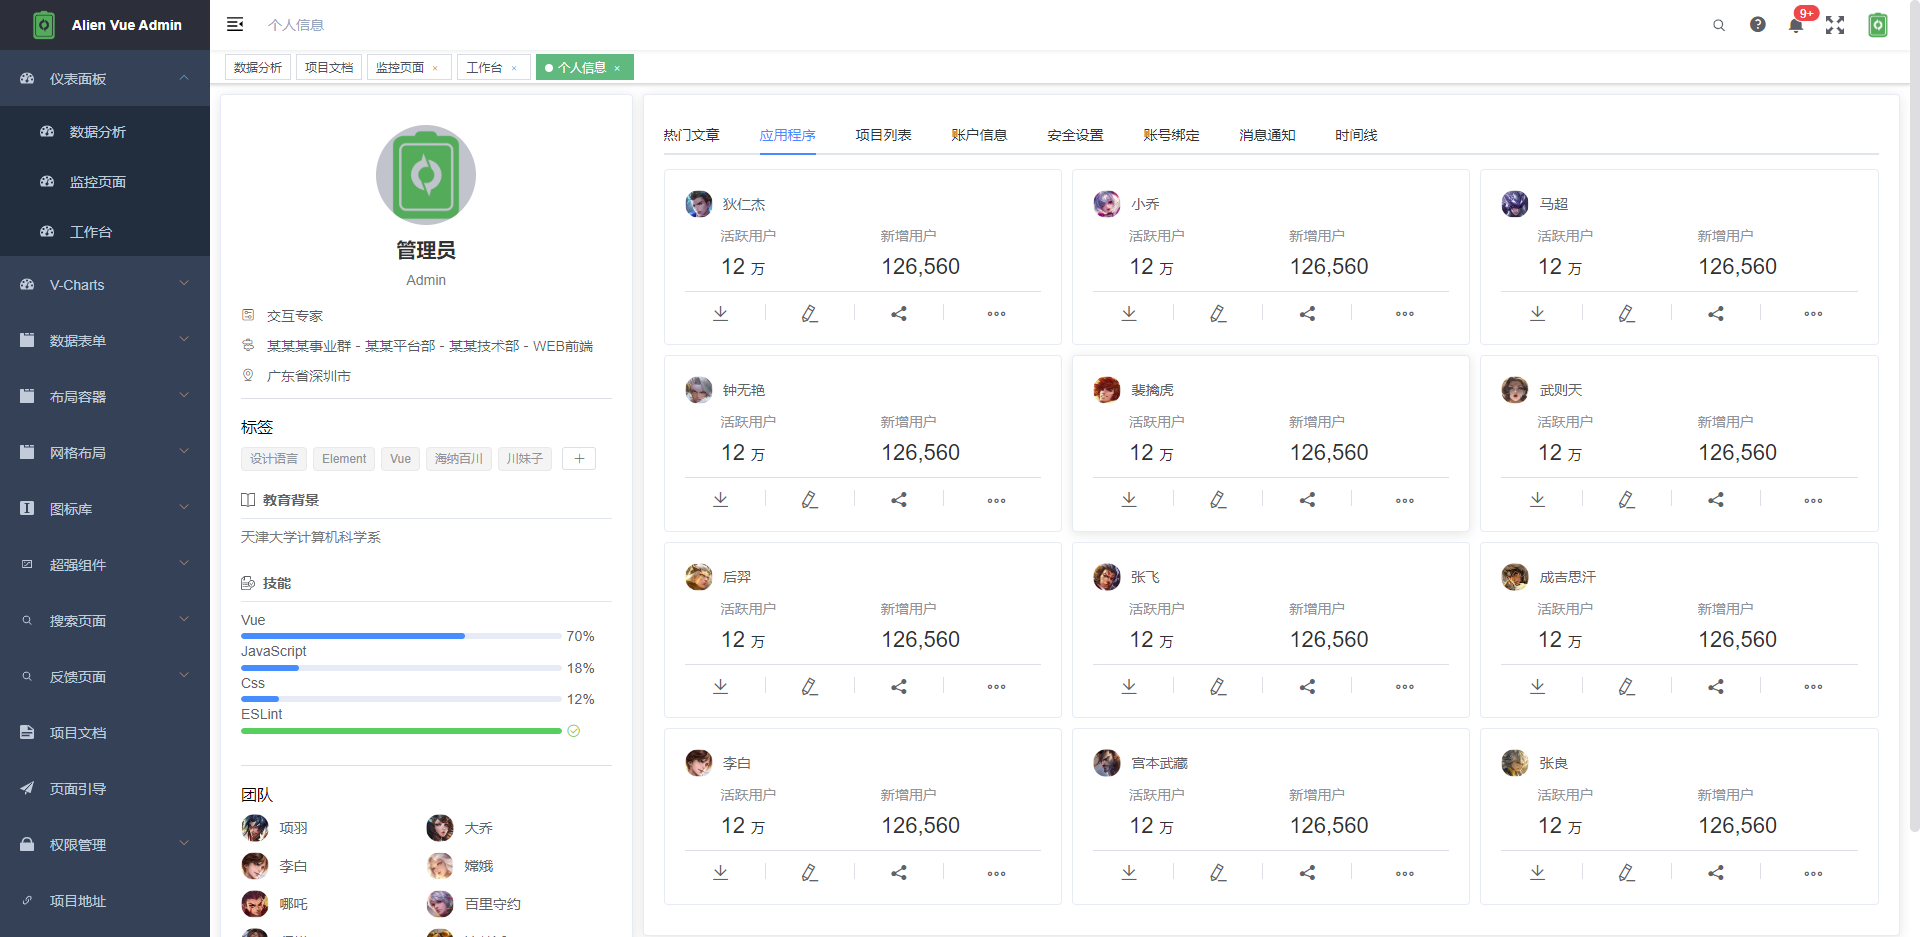 Alien Vue Admin
个人信息
9+
仪表面板
数据分析
监控页面
工作台
V-Charts
数据表单
布局容器
网格布局
图标库
超强组件
搜索页面
反馈页面
项目文档
页面引导
权限管理
项目地址
数据分析 项目文档 监控页面 × 工作台 × 个人信息 ×
管理员
Admin
交互专家
某某某事业群 - 某某平台部 - 某某技术部 - WEB前端
广东省深圳市
标签
设计语言 Element Vue 海纳百川 川妹子
教育背景
天津大学计算机科学系
技能
Vue
70%
JavaScript
18%
Css
12%
ESLint
团队
项羽 大乔
李白 嫦娥
哪吒 百里守约
热门文章 应用程序 项目列表 账户信息 安全设置 账号绑定 消息通知 时间线
狄仁杰 小乔 马超
活跃用户 新增用户 活跃用户 新增用户 活跃用户 新增用户
12 万 126,560 12 万 126,560 12 万 126,560
钟无艳 裴擒虎 武则天
活跃用户 新增用户 活跃用户 新增用户 活跃用户 新增用户
12 万 126,560 12 万 126,560 12 万 126,560
后羿 张飞 成吉思汗
活跃用户 新增用户 活跃用户 新增用户 活跃用户 新增用户
12 万 126,560 12 万 126,560 12 万 126,560
李白 宫本武藏 张良
活跃用户 新增用户 活跃用户 新增用户 活跃用户 新增用户
12 万 126,560 12 万 126,560 12 万 126,560